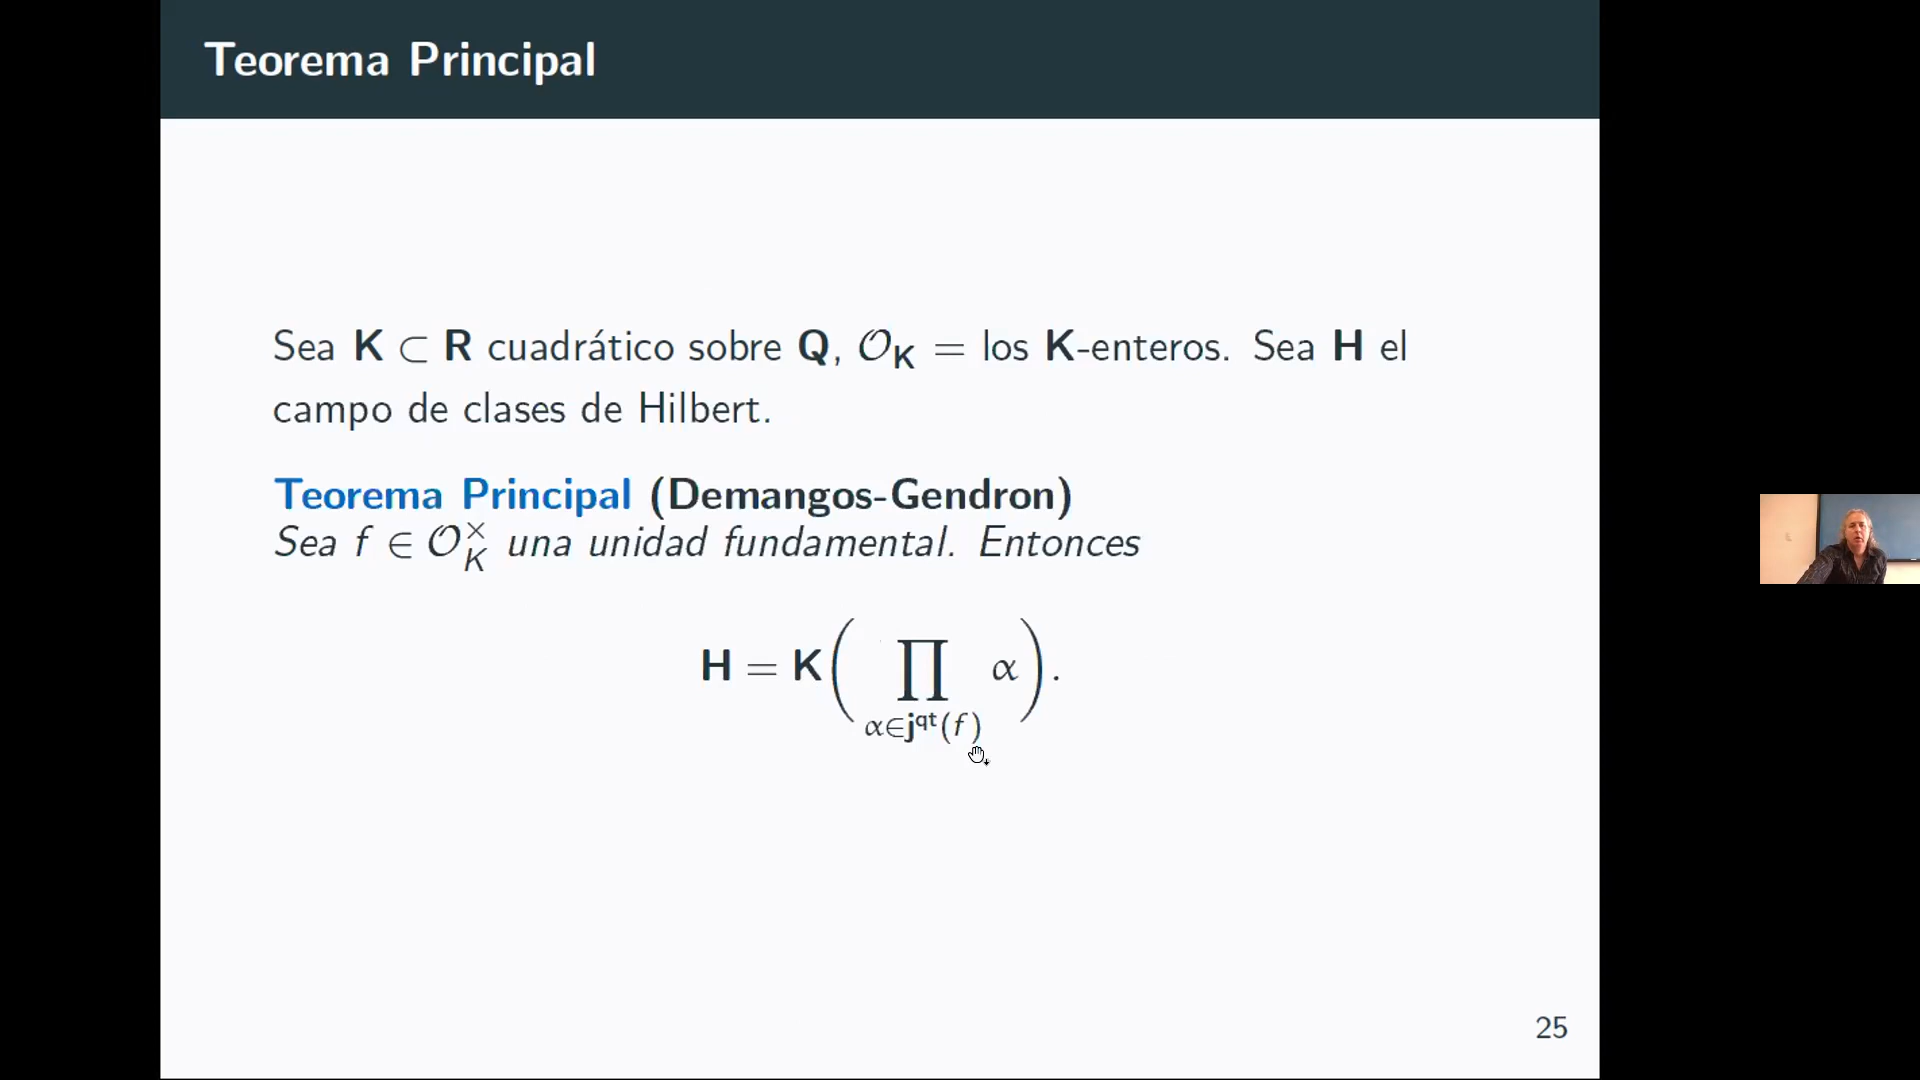 Teorema Principal
Sea K ⊂ R cuadrático sobre Q, 𝒪_K = los K-enteros. Sea H el
campo de clases de Hilbert.
Teorema Principal (Demangos-Gendron)
Sea f ∈ 𝒪_K^× una unidad fundamental. Entonces
H = K(∏_{α∈j^{qt}(f)} α).
25